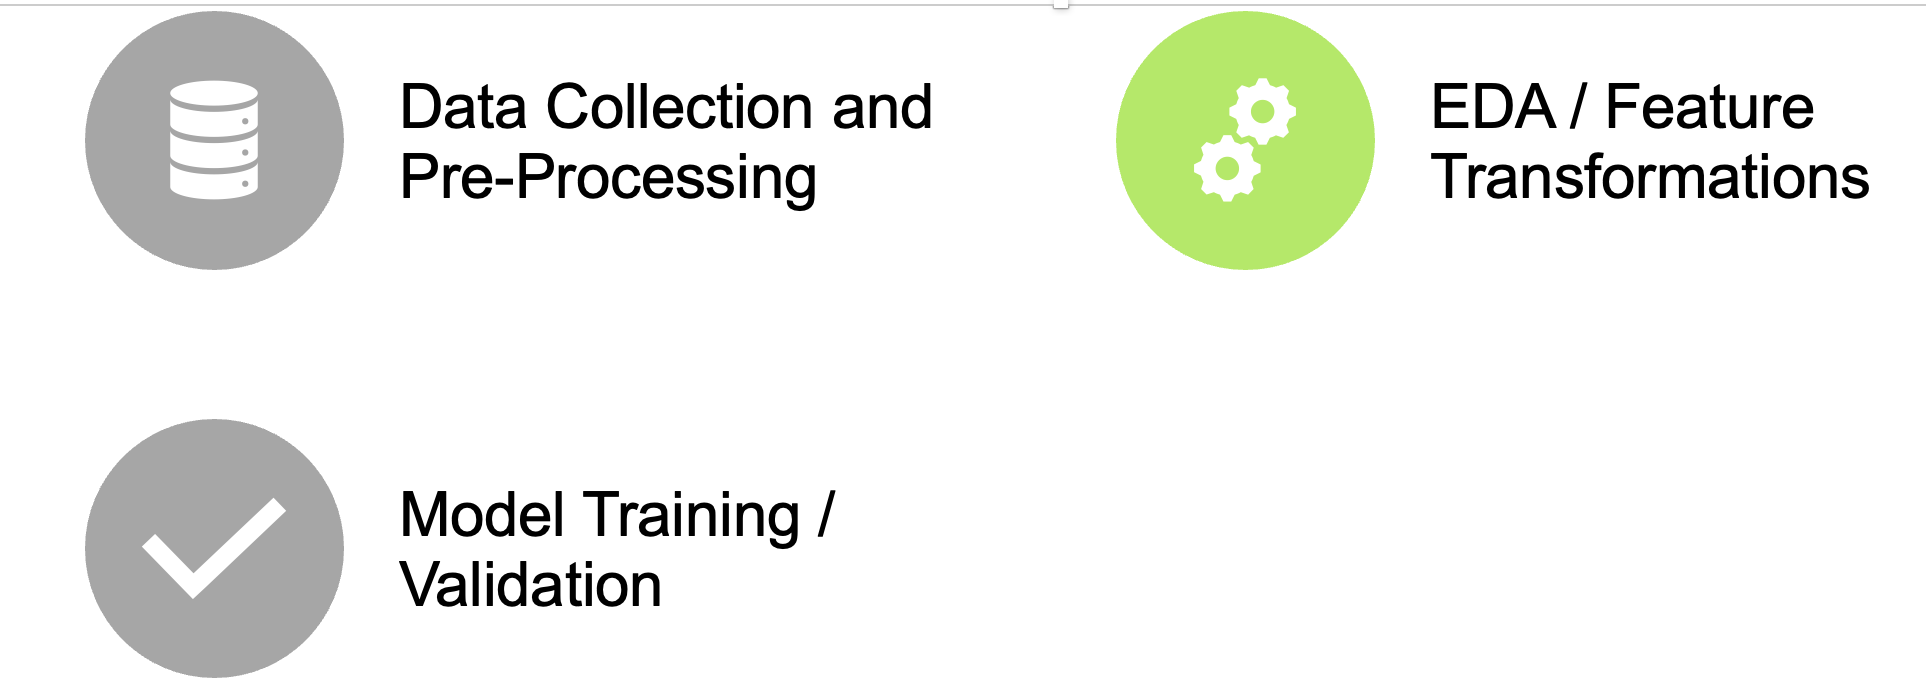 Data Collection and
Pre-Processing
EDA / Feature
Transformations
Model Training /
Validation